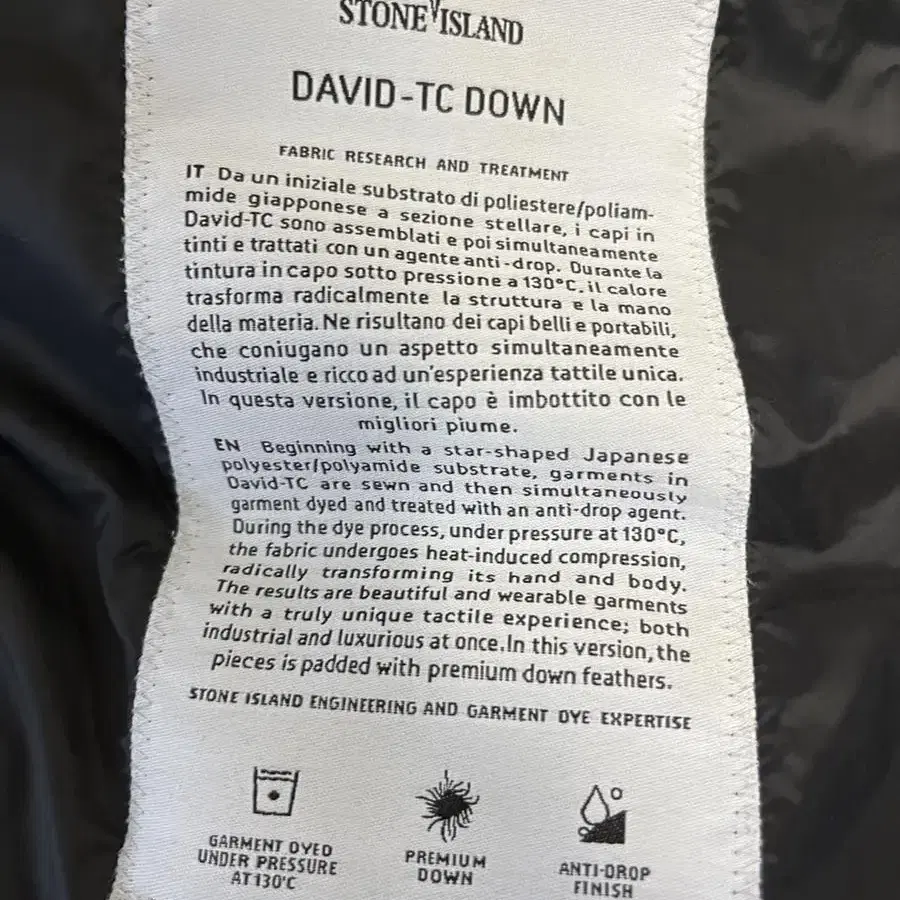 STONE ISLAND
DAVID-TC DOWN
FABRIC RESEARCH AND TREATMENT
IT Da un iniziale substrato di poliestere/poliam-
mide giapponese a sezione stellare, i capi in
David-TC sono assemblati e poi simultaneamente
tinti e trattati con un agente anti-drop. Durante la
tintura in capo sotto pressione a 130°C. il calore
trasforma radicalmente la struttura e la mano
della materia. Ne risultano dei capi belli e portabili,
che coniugano un aspetto simultaneamente
industriale e ricco ad un'esperienza tattile unica.
In questa versione, il capo è imbottito con le
migliori piume.
EN Beginning with a star-shaped Japanese
polyester/polyamide substrate, garments in
David-TC are sewn and then simultaneously
garment dyed and treated with an anti-drop agent.
During the dye process, under pressure at 130°C,
the fabric undergoes heat-induced compression,
radically transforming its hand and body.
The results are beautiful and wearable garments
with a truly unique tactile experience; both
industrial and luxurious at once. In this version, the
pieces is padded with premium down feathers.
STONE ISLAND ENGINEERING AND GARMENT DYE EXPERTISE
GARMENT DYED
UNDER PRESSURE
AT 130°C
PREMIUM
DOWN
ANTI-DROP
FINISH